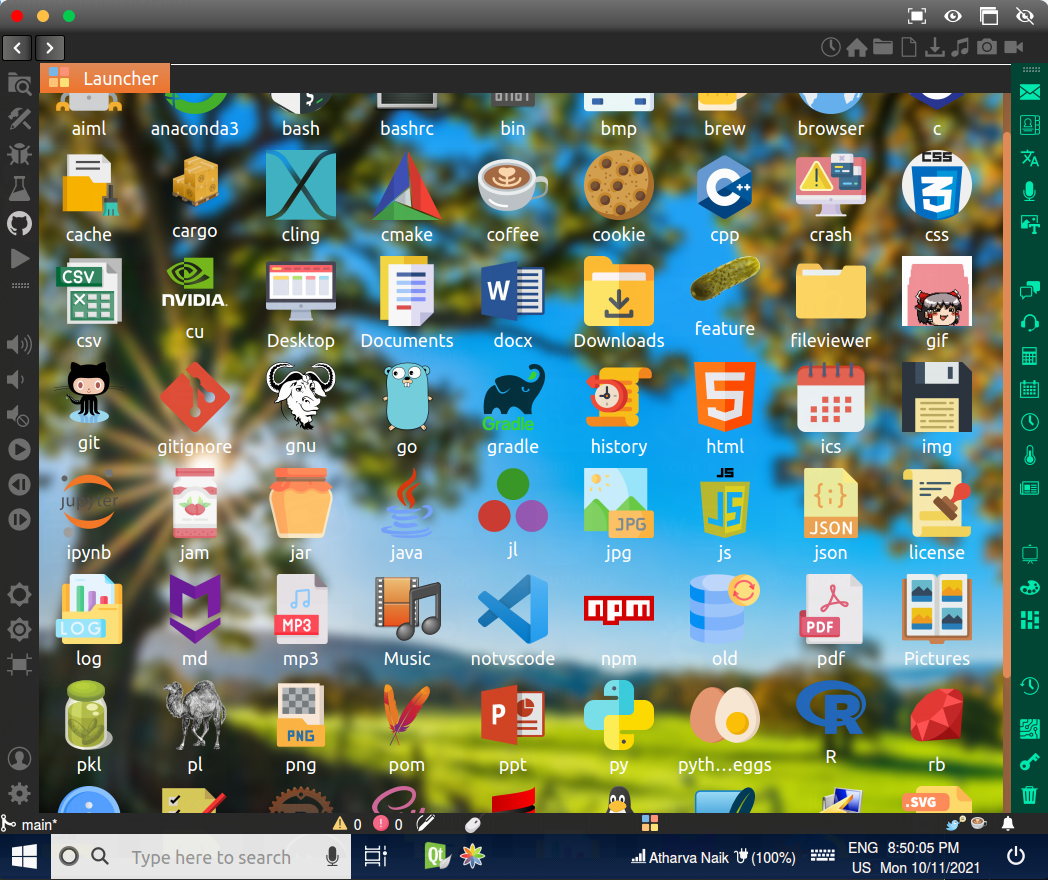 Launcher
aiml anaconda3 bash bashrc bin bmp brew browser c
CSS
cache cargo cling cmake coffee cookie cpp crash css
CSV
W
NVIDIA.
csv cu Desktop Documents docx Downloads feature fileviewer gif
Gradle
git gitignore gnu go gradle history html ics img
JS
jupyter
JPG
JSON
ipynb jam jar java jl jpg js json license
LOG
MP3
npm
PDF
log md mp3 Music notvscode npm old pdf Pictures
P
R
PNG
pkl pl png pom ppt py pyth...eggs R rb
.SVG
main*
0
0
Type here to search
Qt
Atharva Naik
(100%)
ENG
US
8:50:05 PM
Mon 10/11/2021